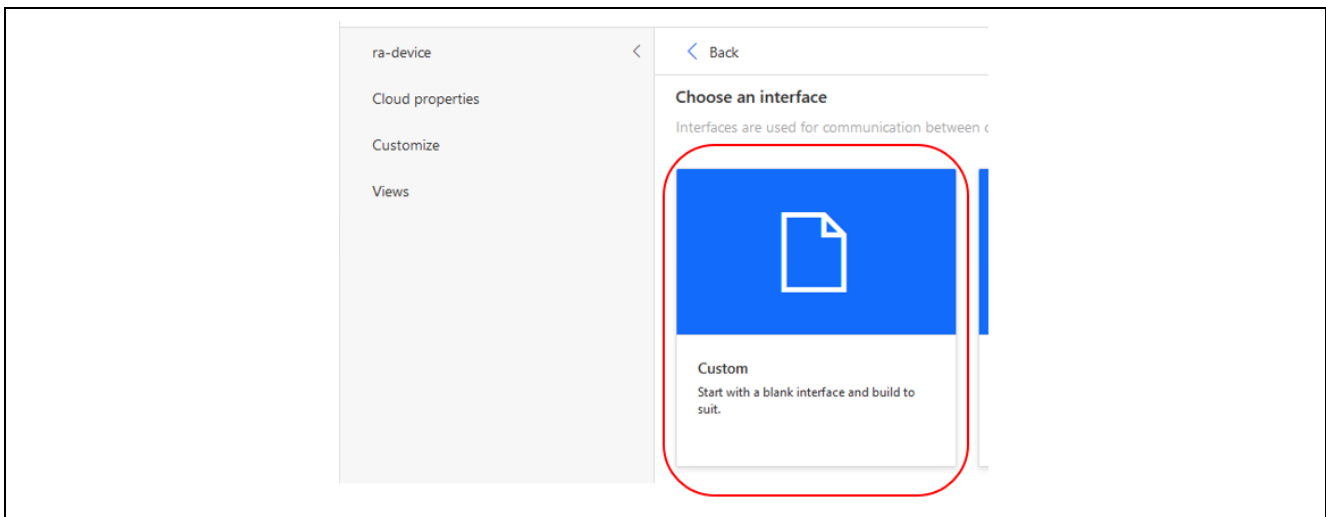 ra-device
Cloud properties
Customize
Views
Back
Choose an interface
Interfaces are used for communication between
Custom
Start with a blank interface and build to
suit.